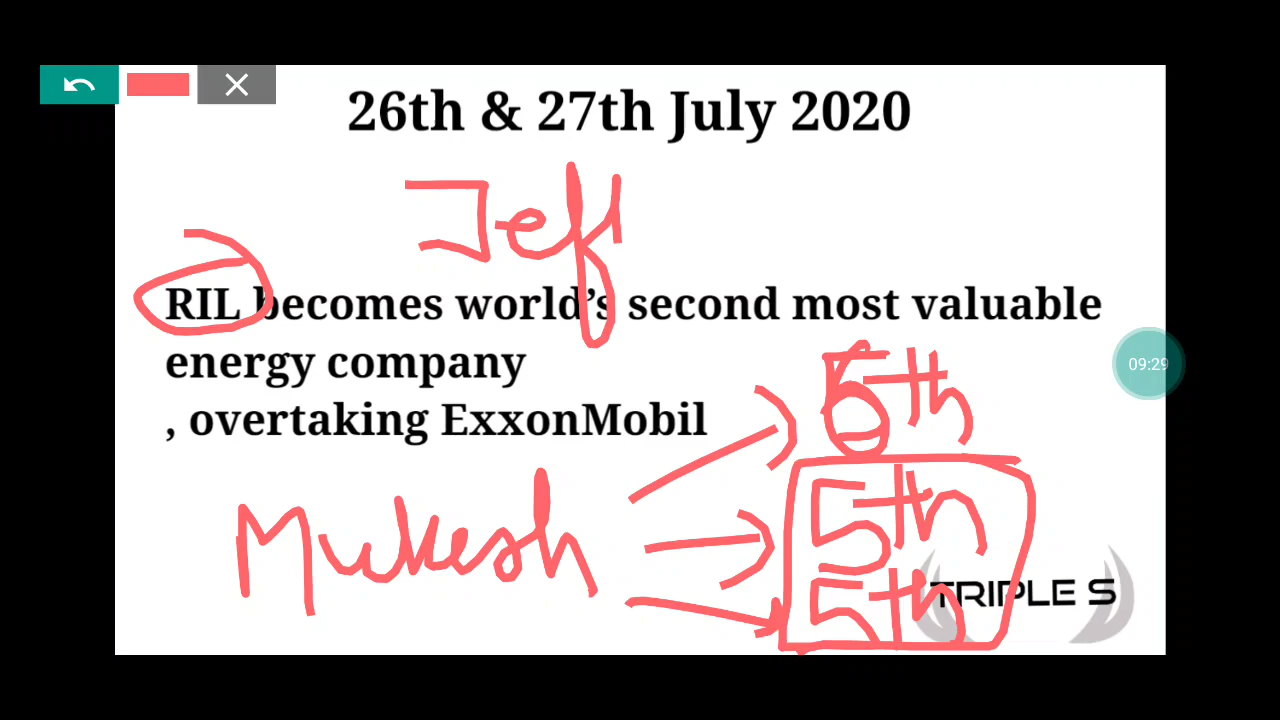 26th & 27th July 2020
Jeff
RIL becomes world's second most valuable
energy company
, overtaking ExxonMobil
09:29
6th
Mukesh
5th
5th
TRIPLE S